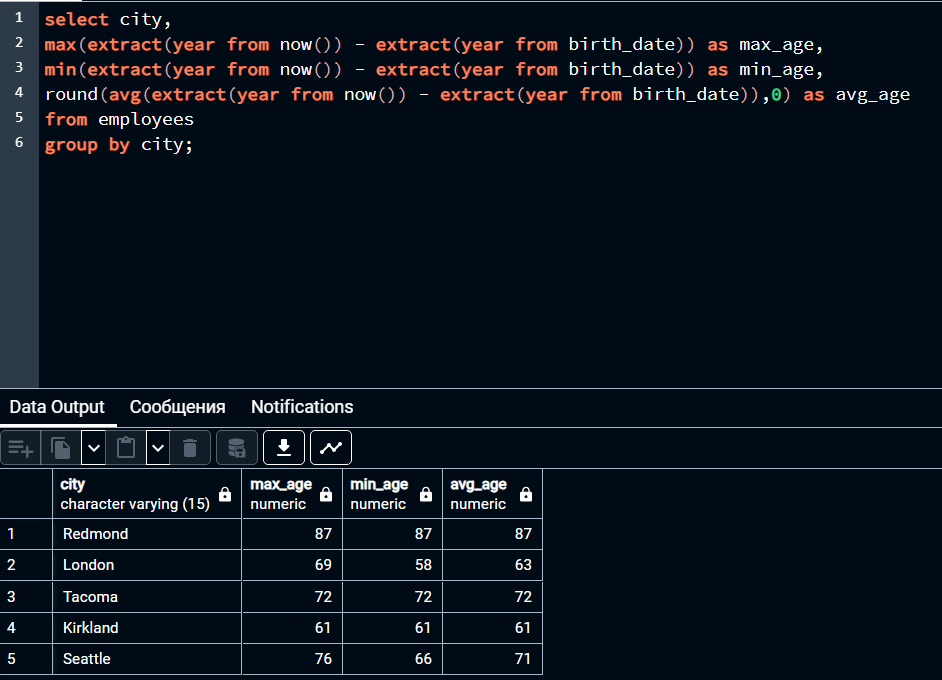 1 select city,
2 max(extract(year from now()) - extract(year from birth_date)) as max_age,
3 min(extract(year from now()) - extract(year from birth_date)) as min_age,
4 round(avg(extract(year from now()) - extract(year from birth_date)),0) as avg_age
5 from employees
6 group by city;
Data Output Сообщения Notifications
city max_age min_age avg_age
character varying (15) numeric numeric numeric
1 Redmond 87 87 87
2 London 69 58 63
3 Tacoma 72 72 72
4 Kirkland 61 61 61
5 Seattle 76 66 71